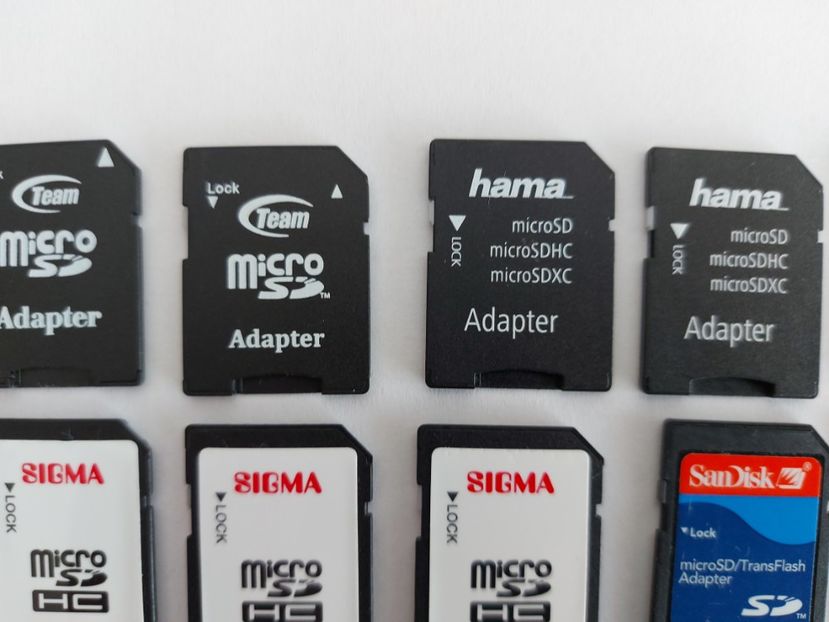 Team
Micro
SD
Adapter
Lock
Team
Micro
SD™
Adapter
hama
microSD
LOCK
microSDHC
microSDXC
Adapter
hama
microSD
LOCK
microSDHC
microSDXC
Adapter
SIGMA
LOCK
Micro
SD
HC
SIGMA
LOCK
Micro
SD
HC
SIGMA
LOCK
Micro
SD
HC
SanDisk®
Lock
microSD/TransFlash
Adapter
SD™